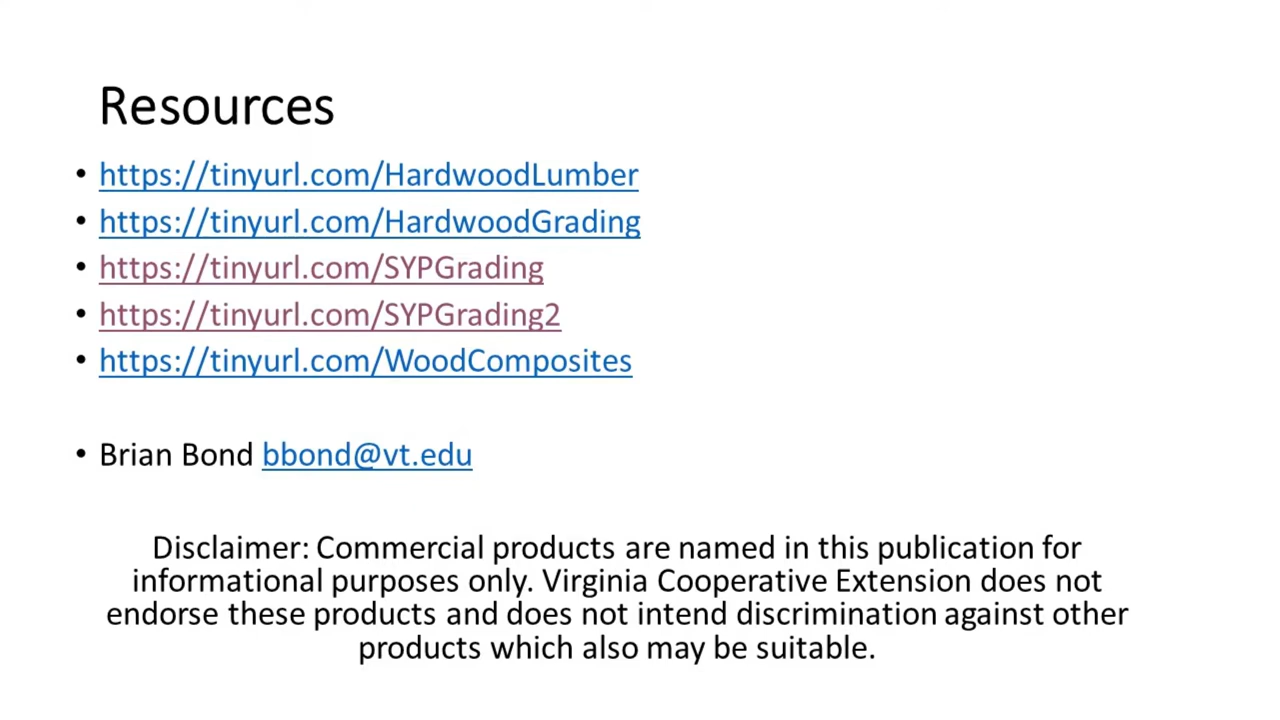 Resources
• https://tinyurl.com/HardwoodLumber
• https://tinyurl.com/HardwoodGrading
• https://tinyurl.com/SYPGrading
• https://tinyurl.com/SYPGrading2
• https://tinyurl.com/WoodComposites
• Brian Bond bbond@vt.edu
Disclaimer: Commercial products are named in this publication for
informational purposes only. Virginia Cooperative Extension does not
endorse these products and does not intend discrimination against other
products which also may be suitable.